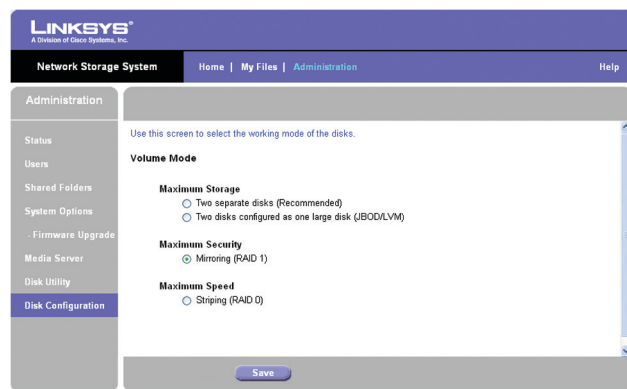 LINKSYS®
A Division of Cisco Systems, Inc.
Network Storage System
Home | My Files | Administration
Help
Administration
Status
Users
Shared Folders
System Options
- Firmware Upgrade
Media Server
Disk Utility
Disk Configuration
Use this screen to select the working mode of the disks.
Volume Mode
Maximum Storage
Two separate disks (Recommended)
Two disks configured as one large disk (JBOD/LVM)
Maximum Security
Mirroring (RAID 1)
Maximum Speed
Striping (RAID 0)
Save